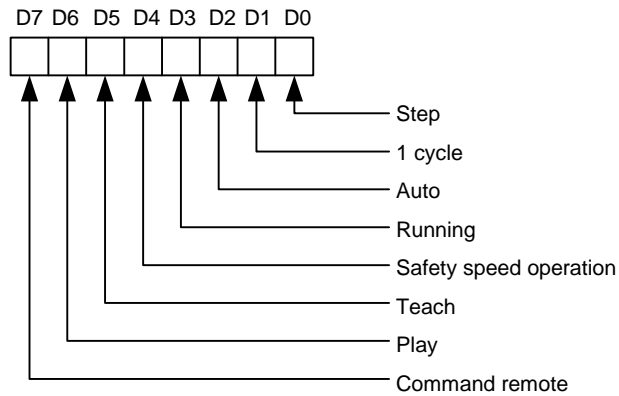 D7 D6 D5 D4 D3 D2 D1 D0
Step
1 cycle
Auto
Running
Safety speed operation
Teach
Play
Command remote